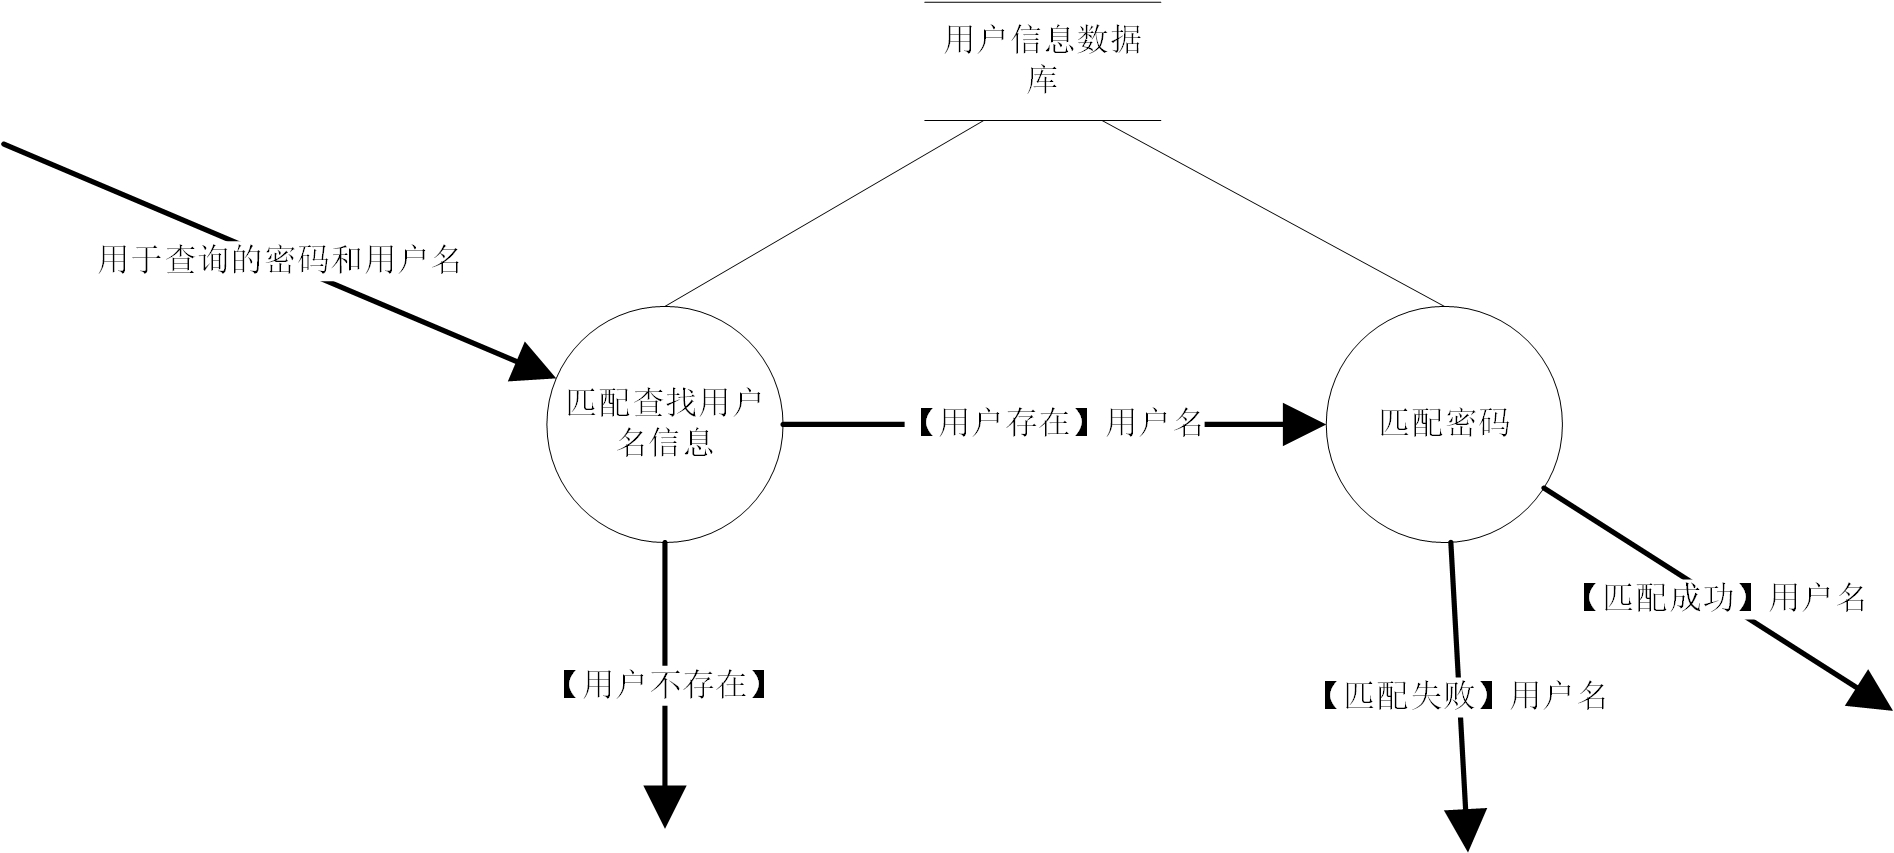 用户信息数据
库
用于查询的密码和用户名
匹配查找用户
名信息
【用户存在】用户名
匹配密码
【匹配成功】用户名
【用户不存在】
【匹配失败】用户名